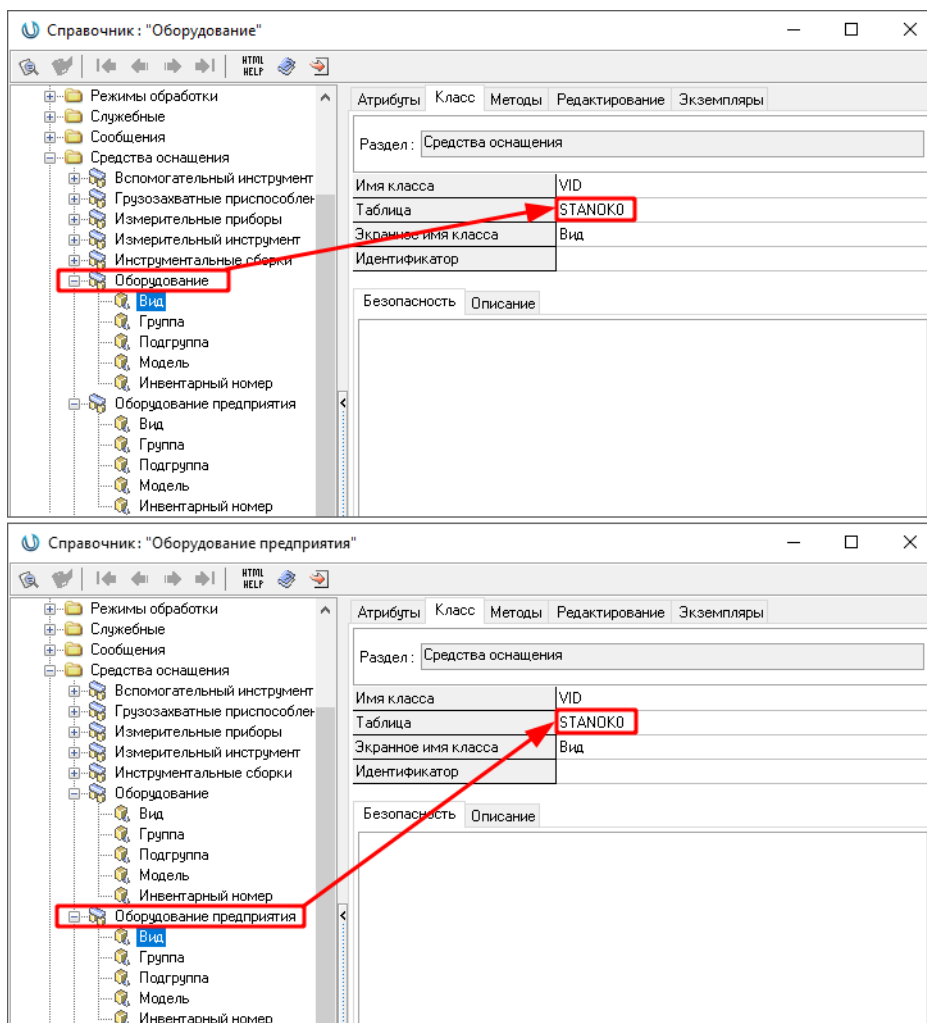 Справочник : "Оборудование"
HTML HELP
Режимы обработки
Служебные
Сообщения
Средства оснащения
Вспомогательный инструмент
Грузозахватные приспособлен
Измерительные приборы
Измерительный инструмент
Инструментальные сборки
Оборудование
Вид
Группа
Подгруппа
Модель
Инвентарный номер
Оборудование предприятия
Вид
Группа
Подгруппа
Модель
Инвентарный номер
Атрибуты Класс Методы Редактирование Экземпляры
Раздел : Средства оснащения
Имя класса VID
Таблица STANOK0
Экранное имя класса Вид
Идентификатор
Безопасность Описание
Справочник : "Оборудование предприятия"
HTML HELP
Режимы обработки
Служебные
Сообщения
Средства оснащения
Вспомогательный инструмент
Грузозахватные приспособлен
Измерительные приборы
Измерительный инструмент
Инструментальные сборки
Оборудование
Вид
Группа
Подгруппа
Модель
Инвентарный номер
Оборудование предприятия
Вид
Группа
Подгруппа
Модель
Инвентарный номер
Атрибуты Класс Методы Редактирование Экземпляры
Раздел : Средства оснащения
Имя класса VID
Таблица STANOK0
Экранное имя класса Вид
Идентификатор
Безопасность Описание